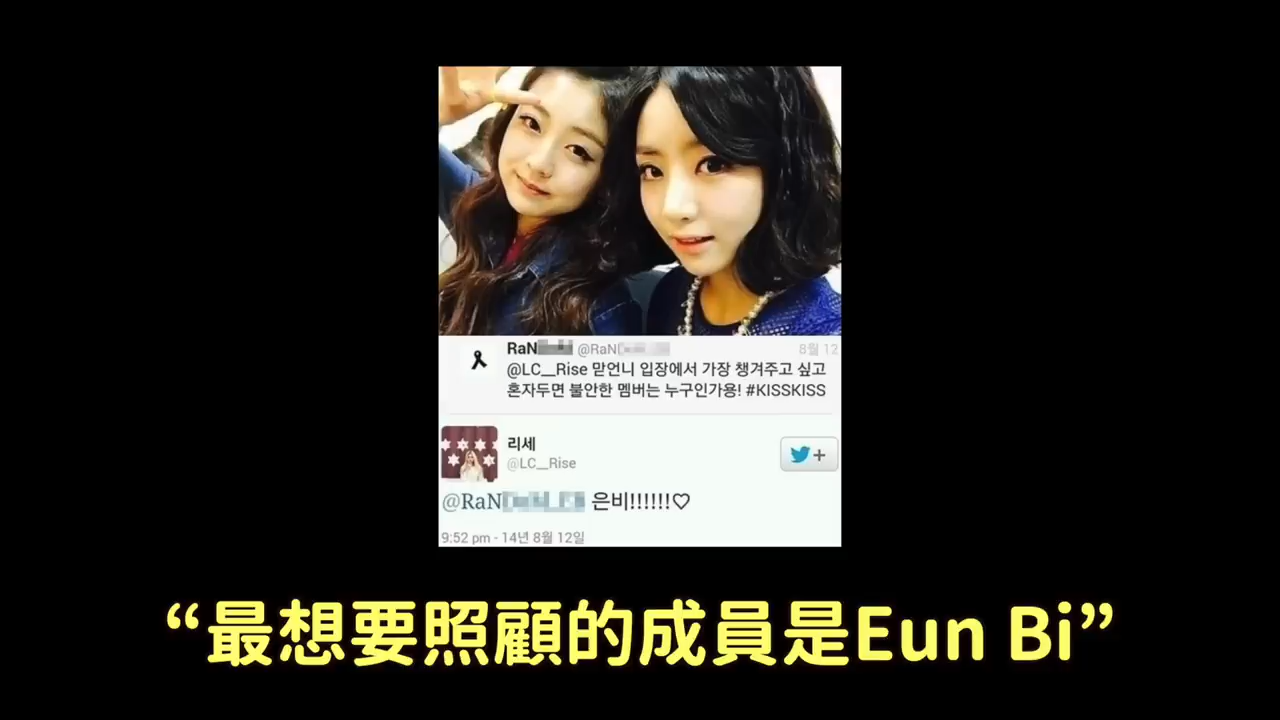 RaN @RaN 8월 12
@LC__Rise 맏언니 입장에서 가장 챙겨주고 싶고
혼자두면 불안한 멤버는 누구인가용! #KISSKISS
리세
@LC__Rise
@RaN 은비!!!!!!♡
9:52 pm - 14년 8월 12일
“最想要照顧的成員是Eun Bi”